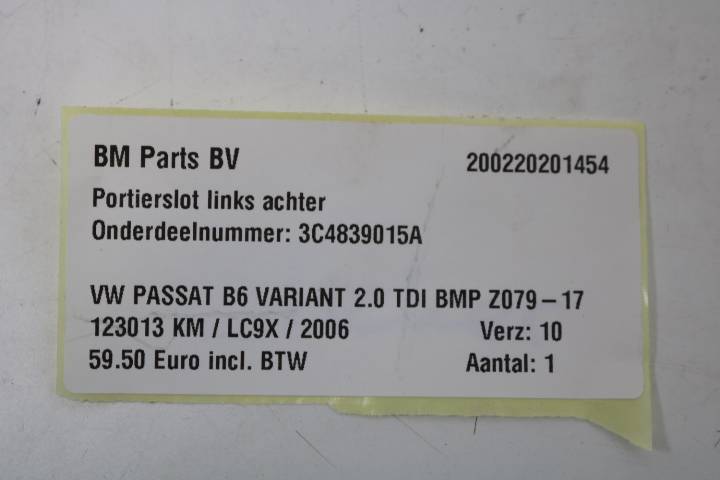 BM Parts BV 200220201454
Portierslot links achter
Onderdeelnummer: 3C4839015A
VW PASSAT B6 VARIANT 2.0 TDI BMP Z079-17
123013 KM / LC9X / 2006 Verz: 10
59.50 Euro incl. BTW Aantal: 1